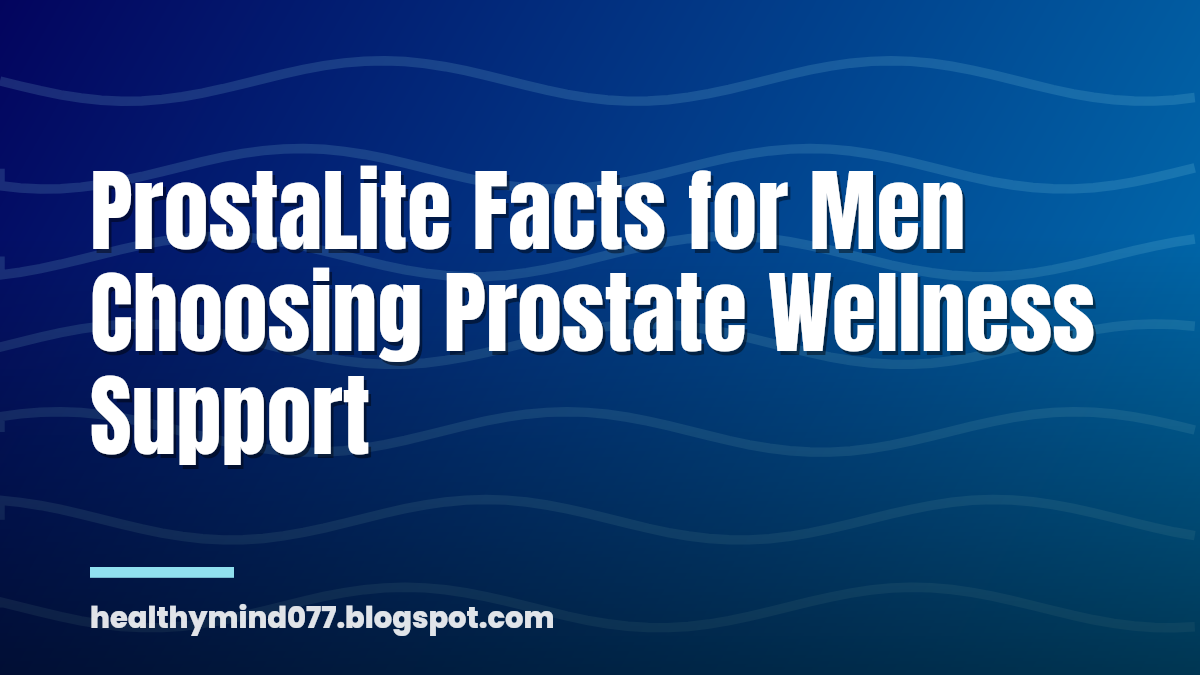 ProstaLite Facts for Men
Choosing Prostate Wellness
Support
healthymind077.blogspot.com